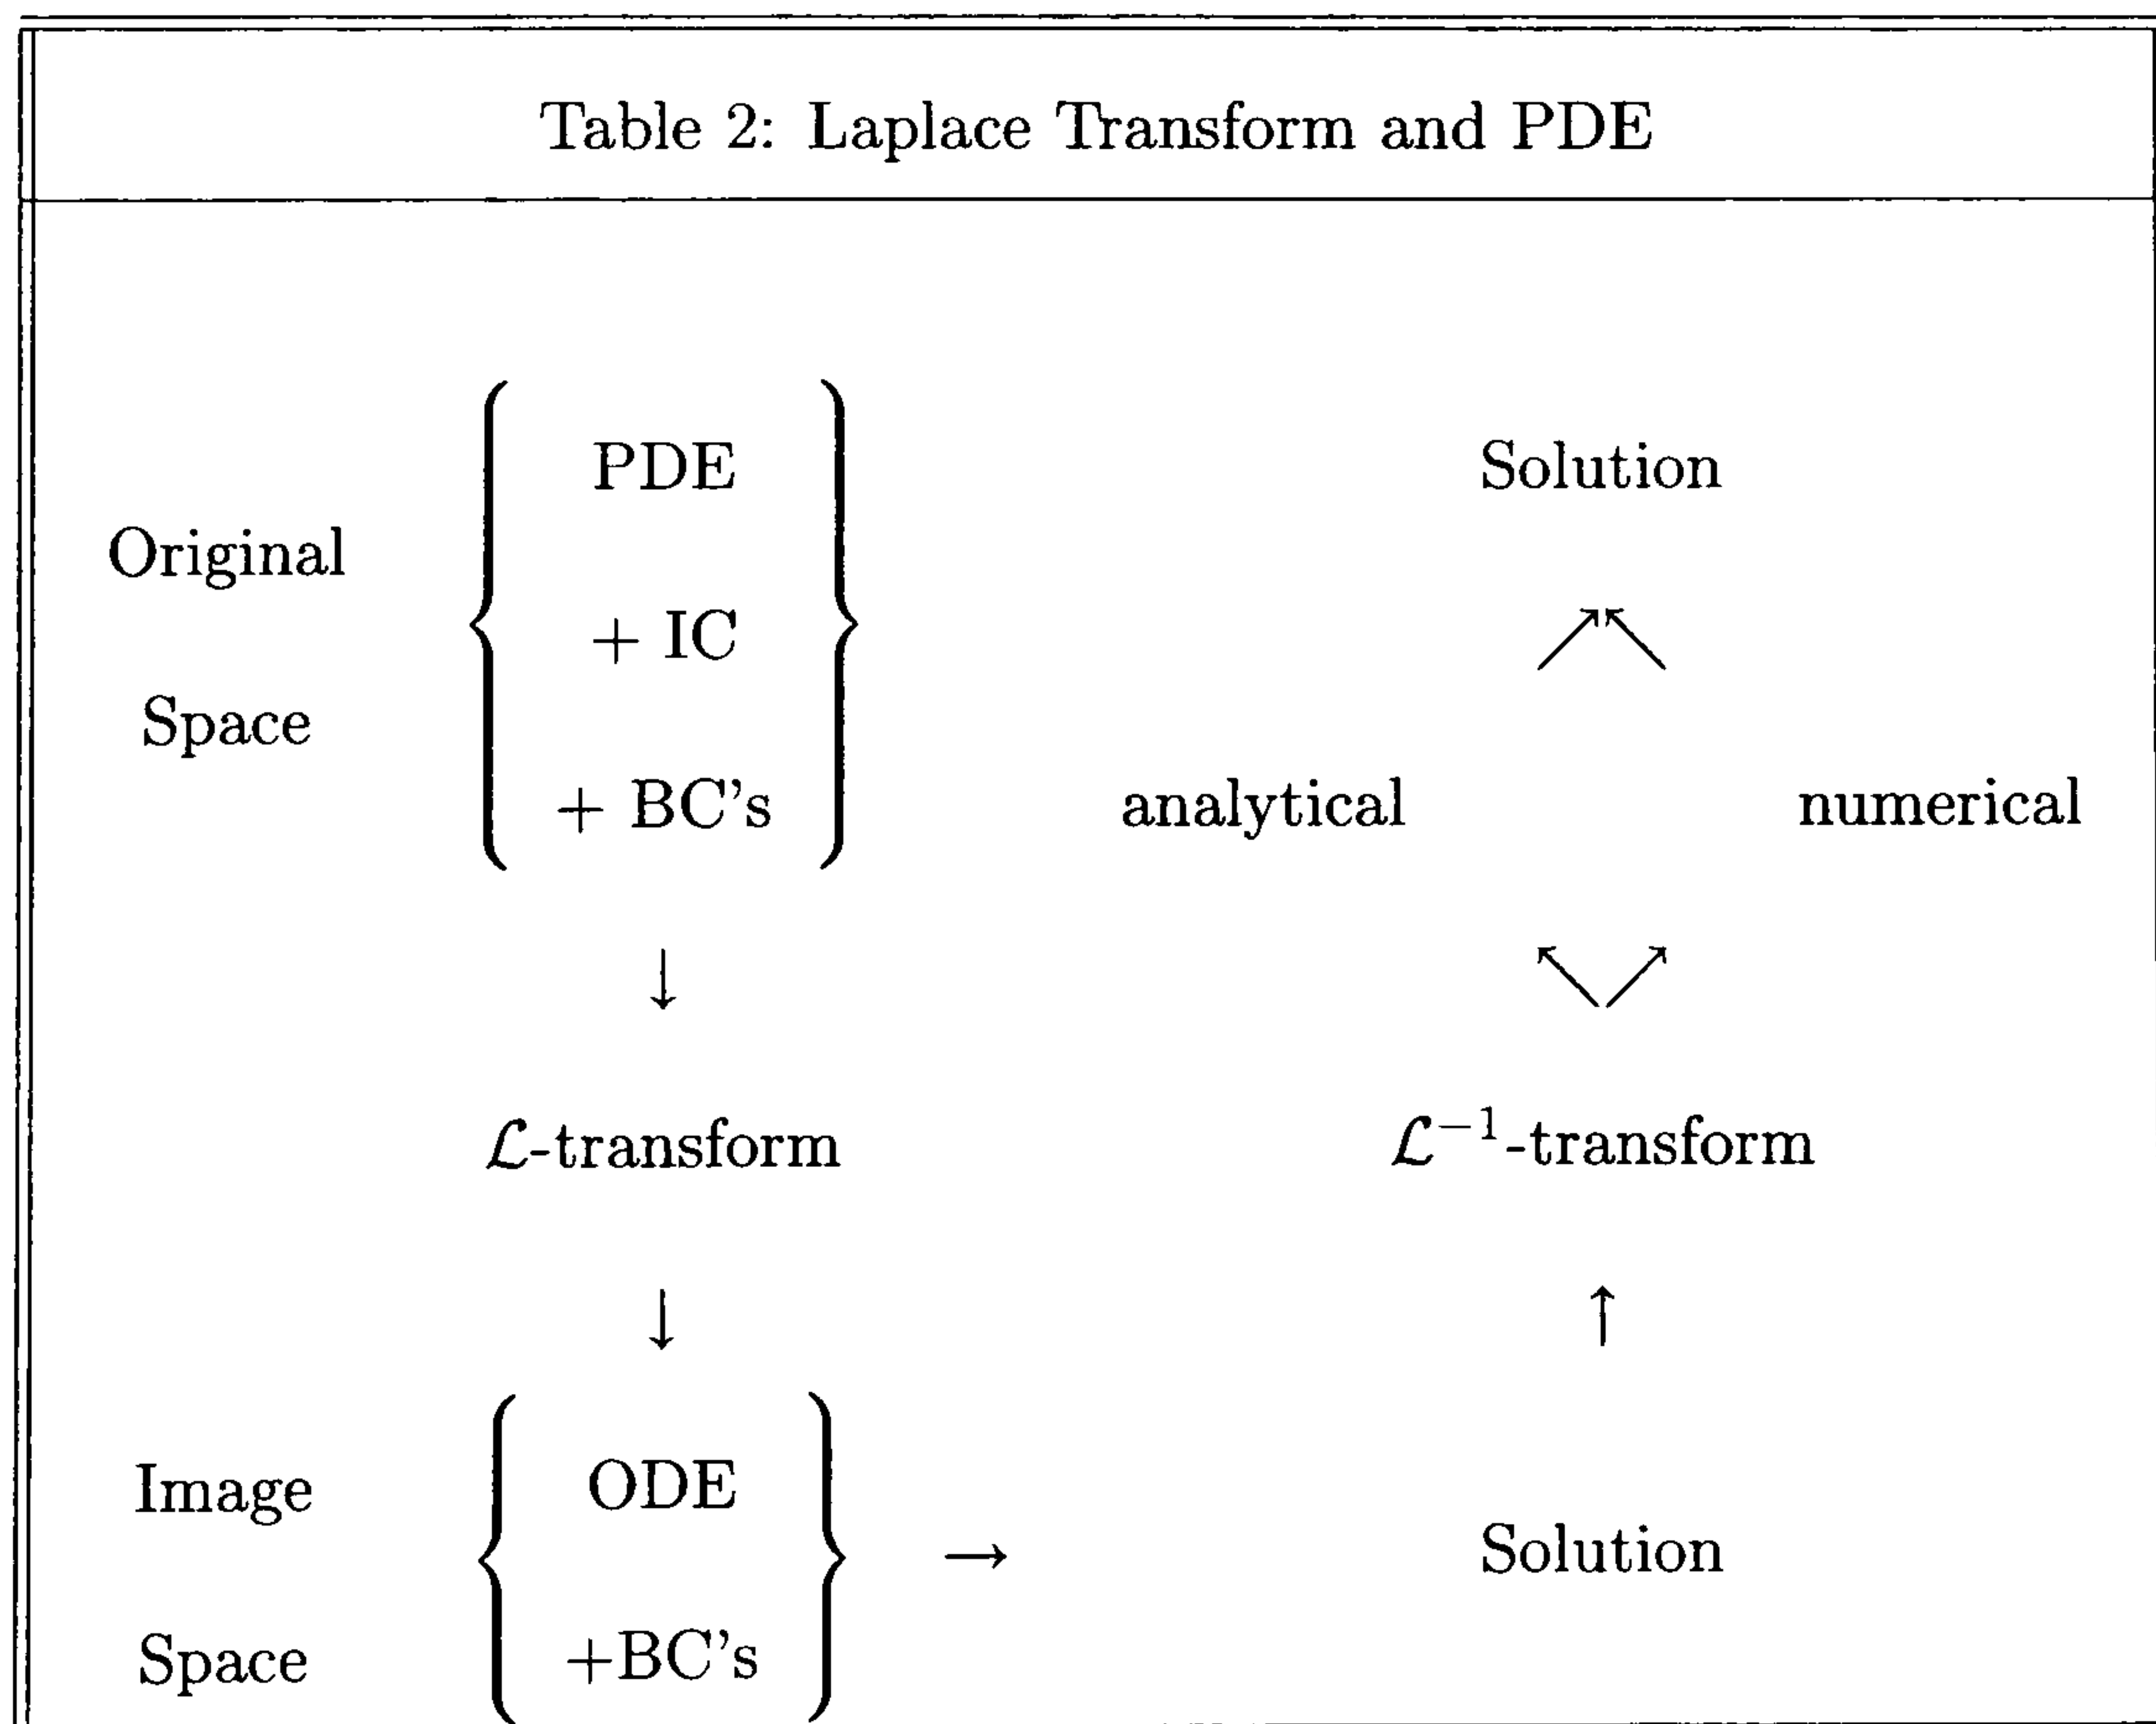 Table 2: Laplace Transform and PDE
PDE Solution
Original
+ IC
Space
+ BC's analytical numerical
ℒ-transform ℒ⁻¹-transform
Image ODE
Solution
Space +BC's